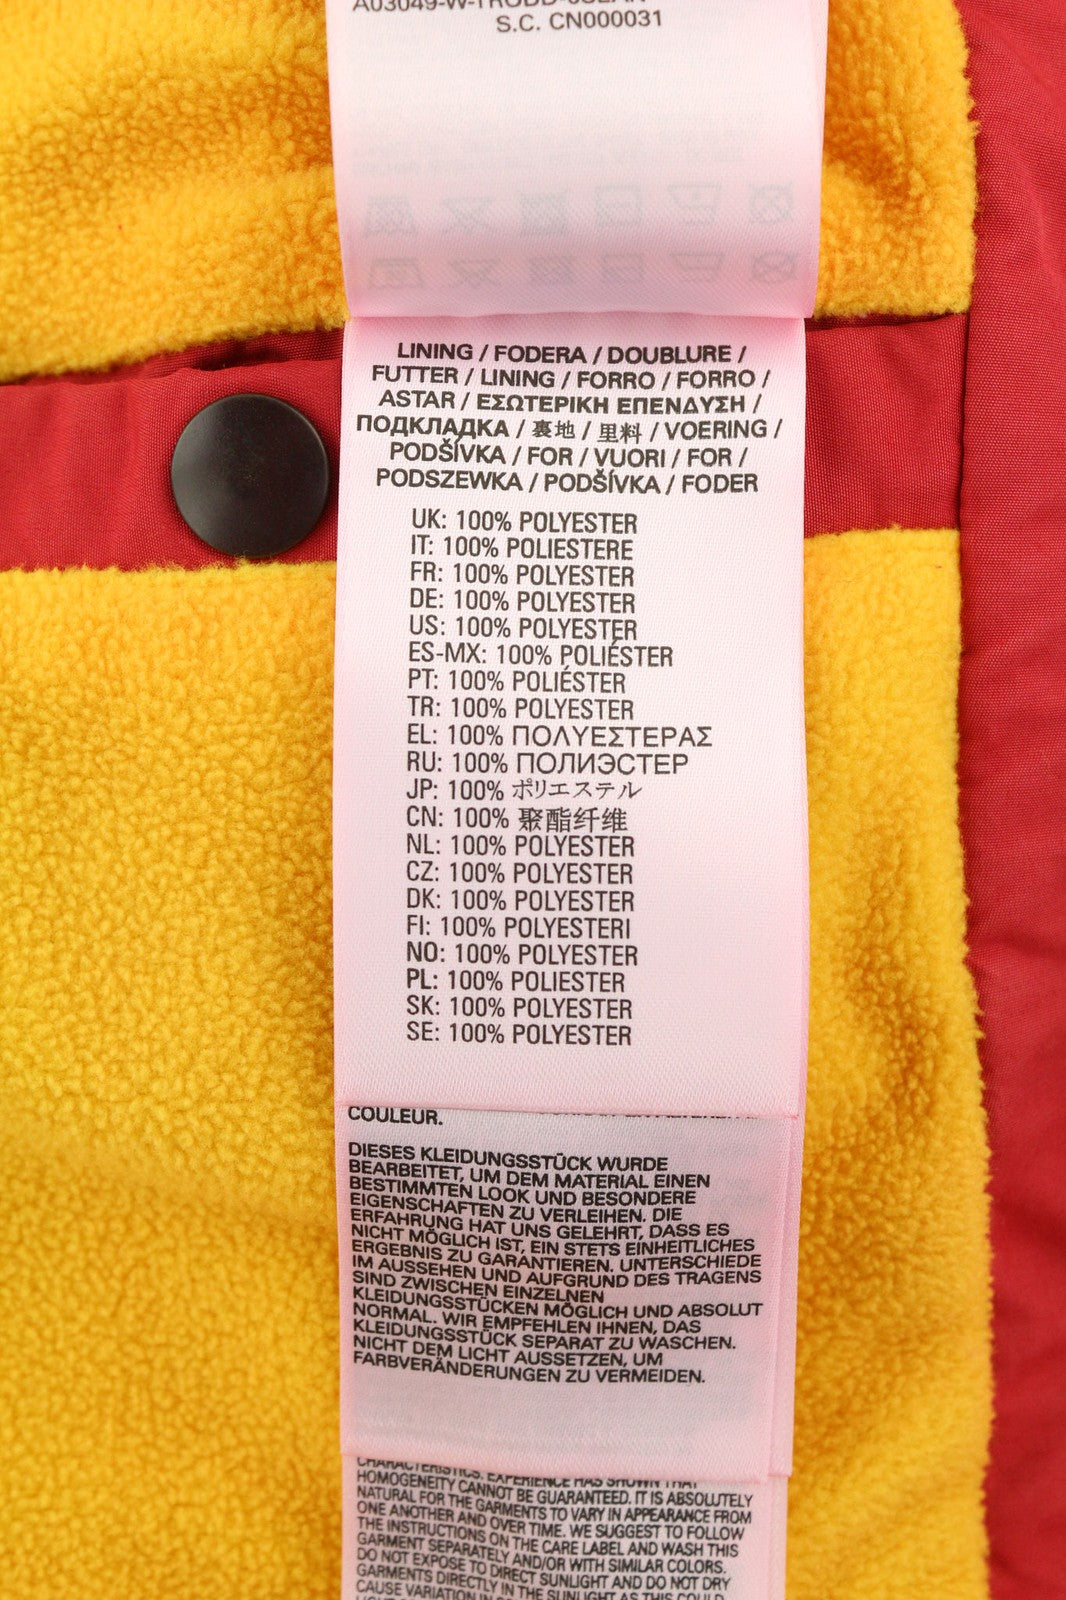 S.C. CN000031
LINING / FODERA / DOUBLURE /
FUTTER / LINING / FORRO / FORRO /
ASTAR / ΕΣΩΤΕΡΙΚΗ ΕΠΕΝΔΥΣΗ /
ПОДКЛАДКА / 裏地 / 里料 / VOERING /
PODŠÍVKA / FOR / VUORI / FOR /
PODSZEWKA / PODŠÍVKA / FODER
UK: 100% POLYESTER
IT: 100% POLIESTERE
FR: 100% POLYESTER
DE: 100% POLYESTER
US: 100% POLYESTER
ES-MX: 100% POLIÉSTER
PT: 100% POLIÉSTER
TR: 100% POLYESTER
EL: 100% ΠΟΛΥΕΣΤΕΡΑΣ
RU: 100% ПОЛИЭСТЕР
JP: 100% ポリエステル
CN: 100% 聚酯纤维
NL: 100% POLYESTER
CZ: 100% POLYESTER
DK: 100% POLYESTER
FI: 100% POLYESTERI
NO: 100% POLYESTER
PL: 100% POLIESTER
SK: 100% POLYESTER
SE: 100% POLYESTER
COULEUR.
DIESES KLEIDUNGSSTÜCK WURDE
BEARBEITET, UM DEM MATERIAL EINEN
BESTIMMTEN LOOK UND BESONDERE
EIGENSCHAFTEN ZU VERLEIHEN. DIE
ERFAHRUNG HAT UNS GELEHRT, DASS ES
NICHT MÖGLICH IST, EIN STETS EINHEITLICHES
ERGEBNIS ZU GARANTIEREN. UNTERSCHIEDE
IM AUSSEHEN UND AUFGRUND DES TRAGENS
SIND ZWISCHEN EINZELNEN
KLEIDUNGSSTÜCKEN MÖGLICH UND ABSOLUT
NORMAL. WIR EMPFEHLEN IHNEN, DAS
KLEIDUNGSSTÜCK SEPARAT ZU WASCHEN.
NICHT DEM LICHT AUSSETZEN, UM
FARBVERÄNDERUNGEN ZU VERMEIDEN.
CHARACTERISTICS. EXPERIENCE HAS SHOWN THAT
HOMOGENEITY CANNOT BE GUARANTEED. IT IS ABSOLUTELY
NATURAL FOR THE GARMENTS TO VARY IN APPEARANCE FROM
ONE ANOTHER AND OVER TIME. WE SUGGEST TO FOLLOW
THE INSTRUCTIONS ON THE CARE LABEL AND WASH THIS
GARMENT SEPARATELY AND/OR WITH SIMILAR COLORS.
DO NOT EXPOSE TO DIRECT SUNLIGHT AND DO NOT DRY
GARMENTS DIRECTLY IN THE SUNLIGHT AS THIS COULD
CAUSE VARIATION IN